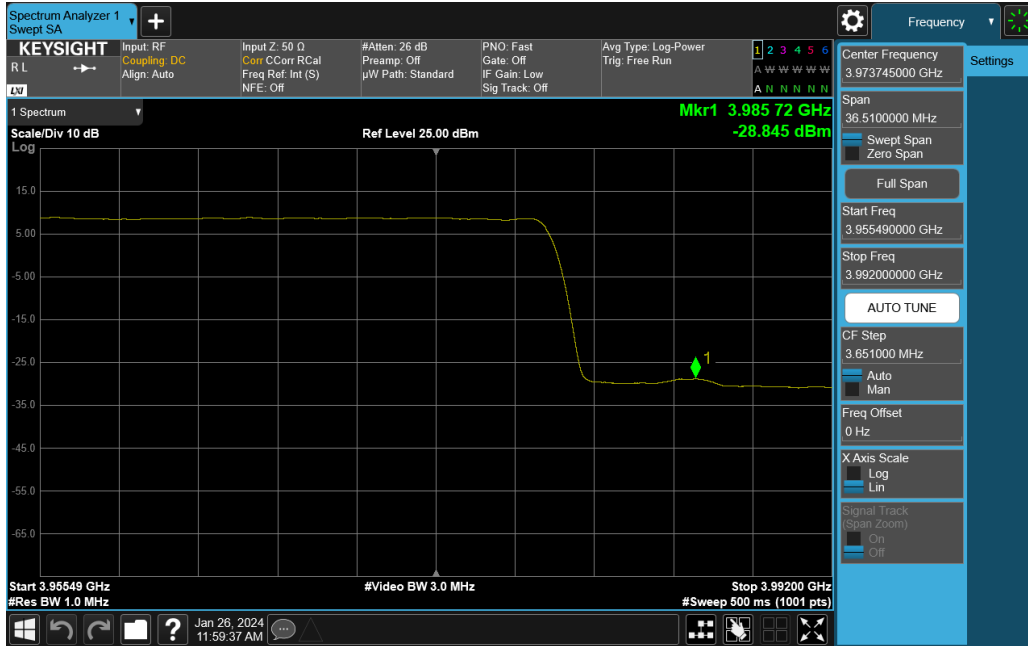 Spectrum Analyzer 1
Swept SA
+
Frequency
KEYSIGHT
R L
LXI
Input: RF
Coupling: DC
Align: Auto
Input Z: 50 Ω
Corr CCorr RCal
Freq Ref: Int (S)
NFE: Off
#Atten: 26 dB
Preamp: Off
µW Path: Standard
PNO: Fast
Gate: Off
IF Gain: Low
Sig Track: Off
Avg Type: Log-Power
Trig: Free Run
1 2 3 4 5 6
A W W W W W
A N N N N N
1 Spectrum
Scale/Div 10 dB
Log
Ref Level 25.00 dBm
Mkr1 3.985 72 GHz
-28.845 dBm
15.0
5.00
-5.00
-15.0
-25.0
-35.0
-45.0
-55.0
-65.0
1
Start 3.95549 GHz
#Res BW 1.0 MHz
#Video BW 3.0 MHz
Stop 3.99200 GHz
#Sweep 500 ms (1001 pts)
Center Frequency
3.973745000 GHz
Settings
Span
36.5100000 MHz
Swept Span
Zero Span
Full Span
Start Freq
3.955490000 GHz
Stop Freq
3.992000000 GHz
AUTO TUNE
CF Step
3.651000 MHz
Auto
Man
Freq Offset
0 Hz
X Axis Scale
Log
Lin
Signal Track
(Span Zoom)
On
Off
?
Jan 26, 2024
11:59:37 AM